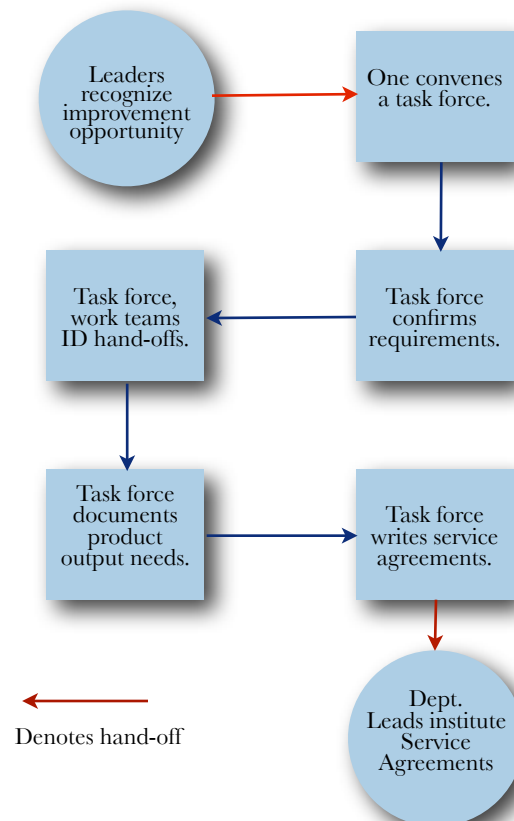 Leaders
recognize
improvement
opportunity
One convenes
a task force.
Task force
confirms
requirements.
Task force,
work teams
ID hand-offs.
Task force
documents
product
output needs.
Task force
writes service
agreements.
Dept.
Leads institute
Service
Agreements
Denotes hand-off